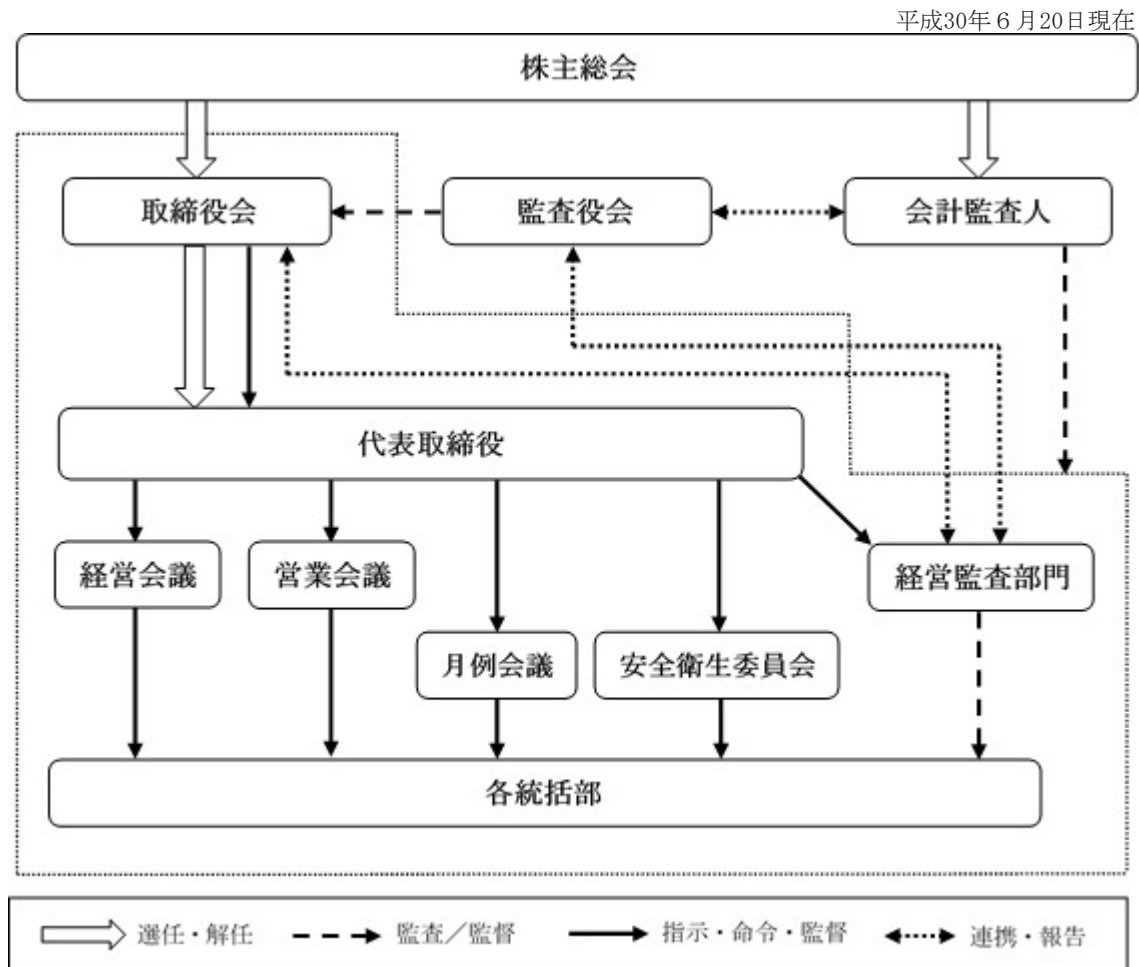 平成30年６月20日現在
株主総会
取締役会
監査役会
会計監査人
代表取締役
経営会議
営業会議
経営監査部門
月例会議
安全衛生委員会
各統括部
選任・解任
監査／監督
指示・命令・監督
連携・報告